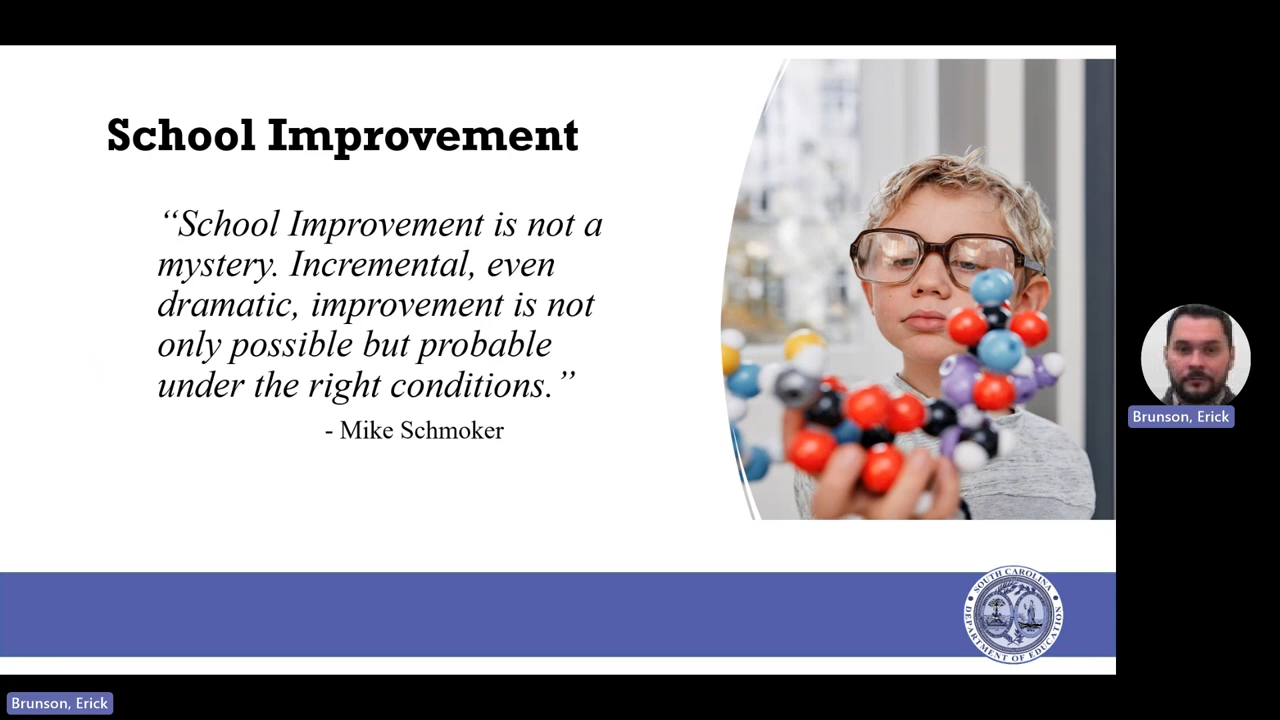 School Improvement
“School Improvement is not a
mystery. Incremental, even
dramatic, improvement is not
only possible but probable
under the right conditions.”
- Mike Schmoker
SOUTH CAROLINA
DEPARTMENT OF EDUCATION
Brunson, Erick
Brunson, Erick